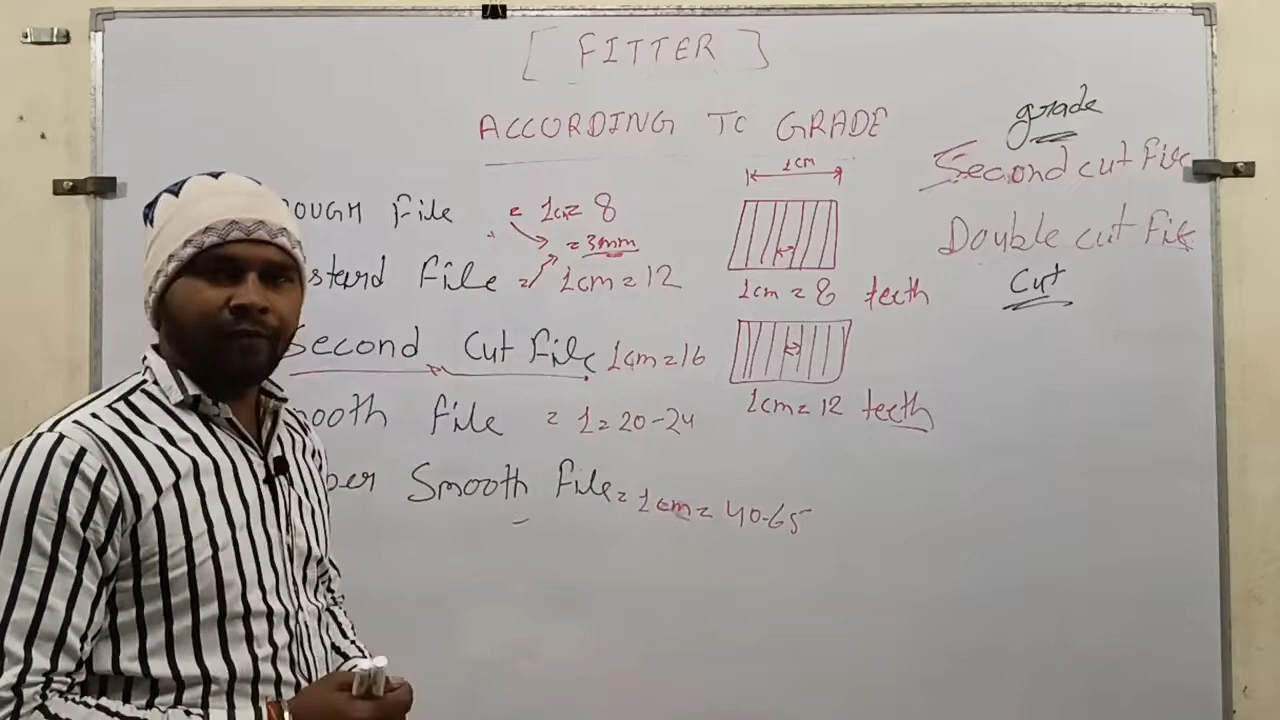 [ FITTER ]
ACCORDING TO GRADE
OUGH File = 1cm = 8
= 3mm
stard File = 1cm = 12
Second Cut File 1cm = 16
ooth File = 1 = 20-24
per Smooth File = 1cm = 40-65
1cm
1cm = 8 teeth
1cm = 12 teeth
grade
Second cut File
Double cut File
Cut